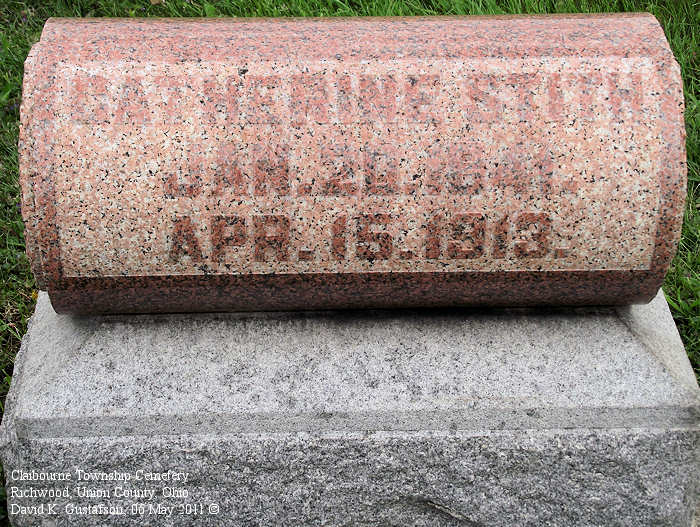 CATHERINE STITH
JAN. 20. 1841.
APR. 15. 1913.
Claibourne Township Cemetery
Richwood, Union County, Ohio
David K. Gustafson, 06 May 2011 ©